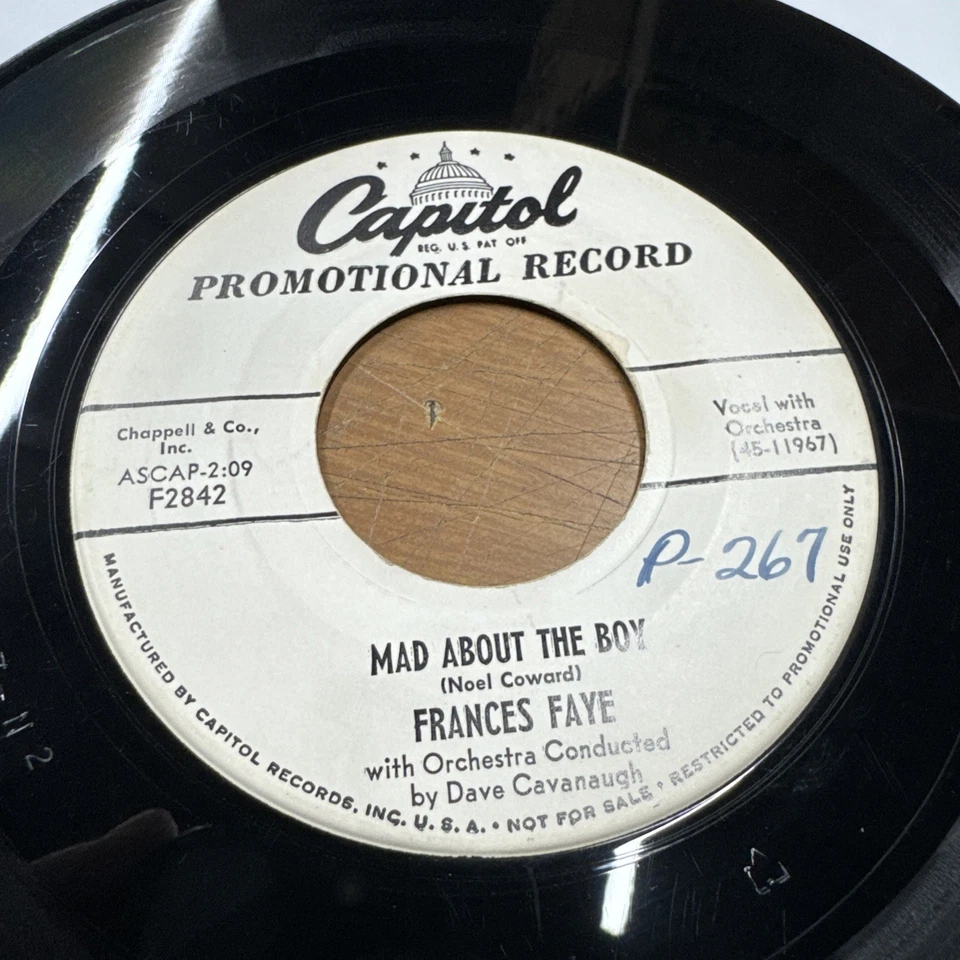 Capitol
REG. U.S. PAT OFF
PROMOTIONAL RECORD
Chappell & Co.,
Inc.
ASCAP-2:09
F2842
Vocal with
Orchestra
(45-11967)
P-267
MAD ABOUT THE BOY
(Noel Coward)
FRANCES FAYE
with Orchestra Conducted
by Dave Cavanaugh
MANUFACTURED BY CAPITOL RECORDS, INC. U. S. A. • NOT FOR SALE • RESTRICTED TO PROMOTIONAL USE ONLY